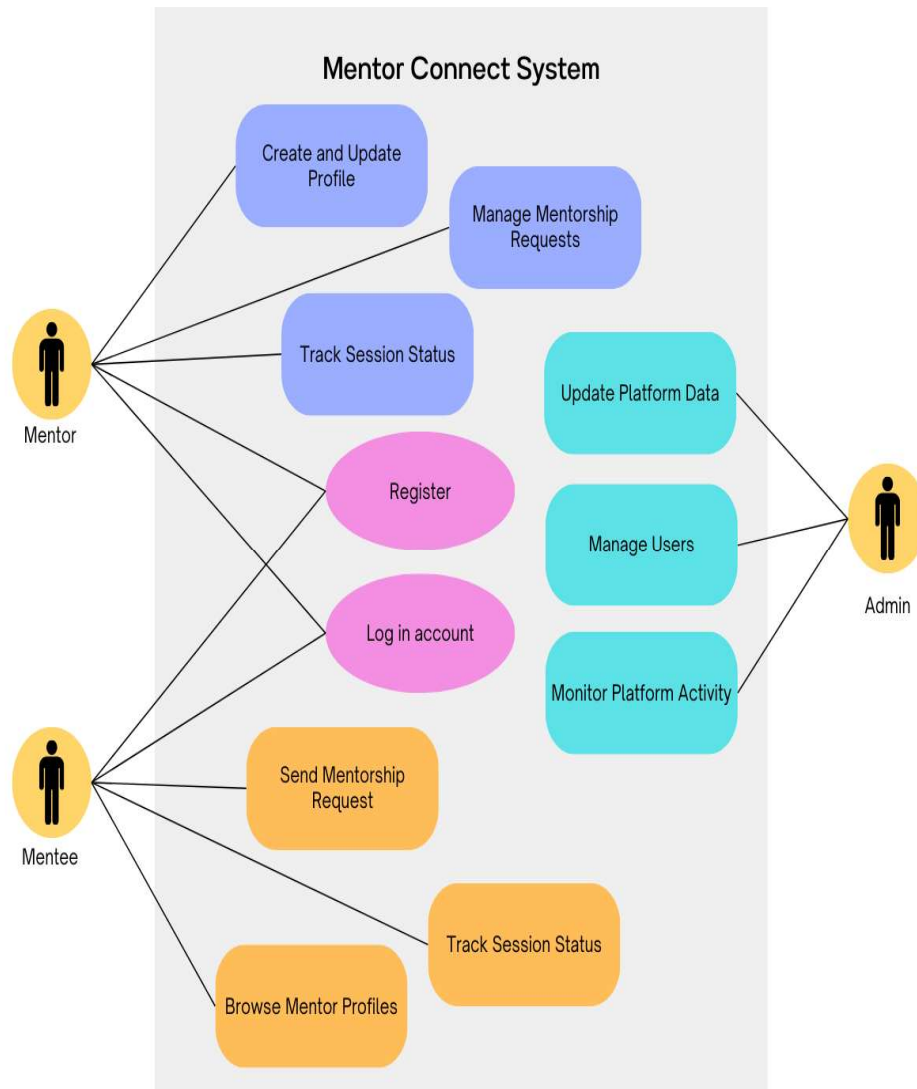 Mentor Connect System
Create and Update
Profile
Manage Mentorship
Requests
Track Session Status
Mentor
Update Platform Data
Register
Manage Users
Admin
Log in account
Monitor Platform Activity
Send Mentorship
Request
Mentee
Track Session Status
Browse Mentor Profiles